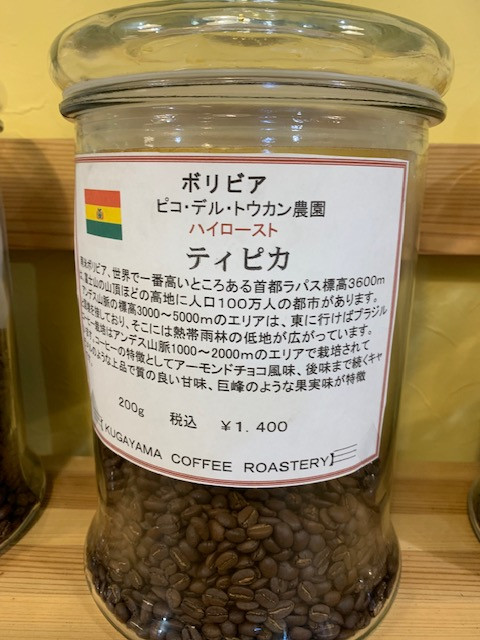 ボリビア
ピコ・デル・トウカン農園
ハイロースト
ティピカ
米ボリビア、世界で一番高いところある首都ラパス標高3600m
富士山の山頂ほどの高地に人口100万人の都市があります。
アンデス山脈の標高3000～5000mのエリアは、東に行けばブラジル
しており、そこには熱帯雨林の低地が広がっています。
はアンデス山脈1000～2000mのエリアで栽培されて
コーヒーの特徴としてアーモンドチョコ風味、後味まで続くキャ
のような上品で質の良い甘味、巨峰のような果実味が特徴
200g 税込 ￥1.400
【KUGAYAMA COFFEE ROASTERY】